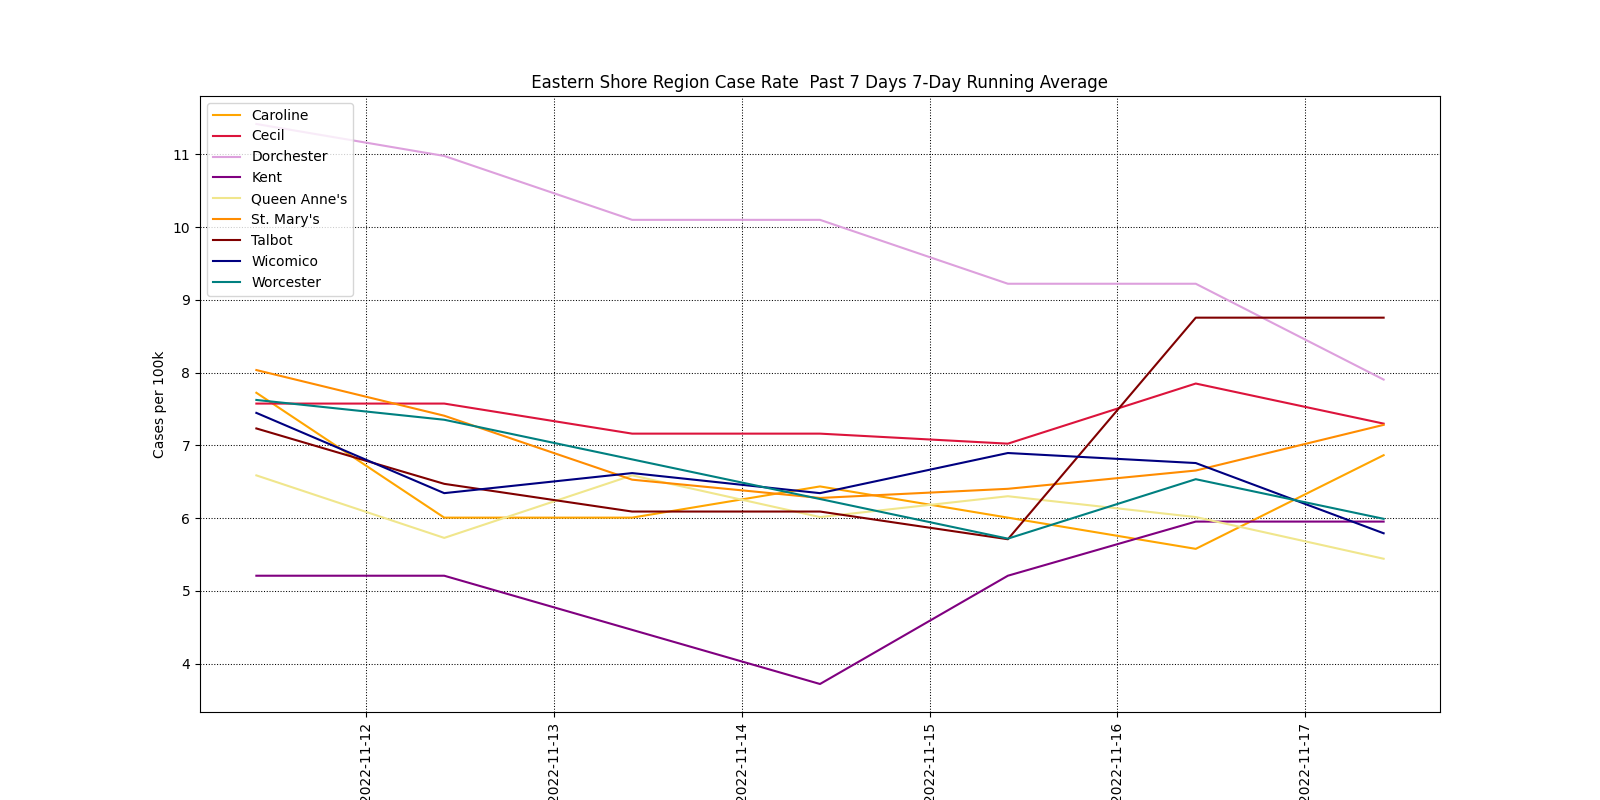 Eastern Shore Region Case Rate  Past 7 Days 7-Day Running Average
Caroline
Cecil
Dorchester
Kent
Queen Anne's
St. Mary's
Talbot
Wicomico
Worcester
Cases per 100k
11
10
9
8
7
6
5
4
2022-11-12
2022-11-13
2022-11-14
2022-11-15
2022-11-16
2022-11-17